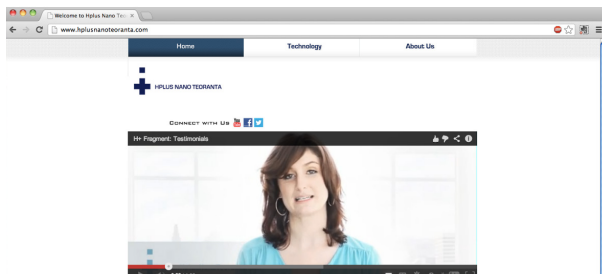 Welcome to Hplus Nano Teo
www.hplusnanoteoranta.com
Home Technology About Us
HPLUS NANO TEORANTA
CONNECT WITH US
H+ Fragment: Testimonials